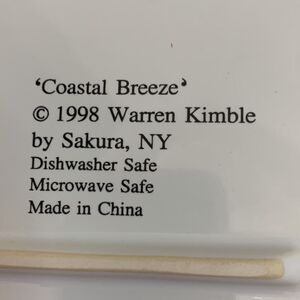 ‘Coastal Breeze’
© 1998 Warren Kimble
by Sakura, NY
Dishwasher Safe
Microwave Safe
Made in China